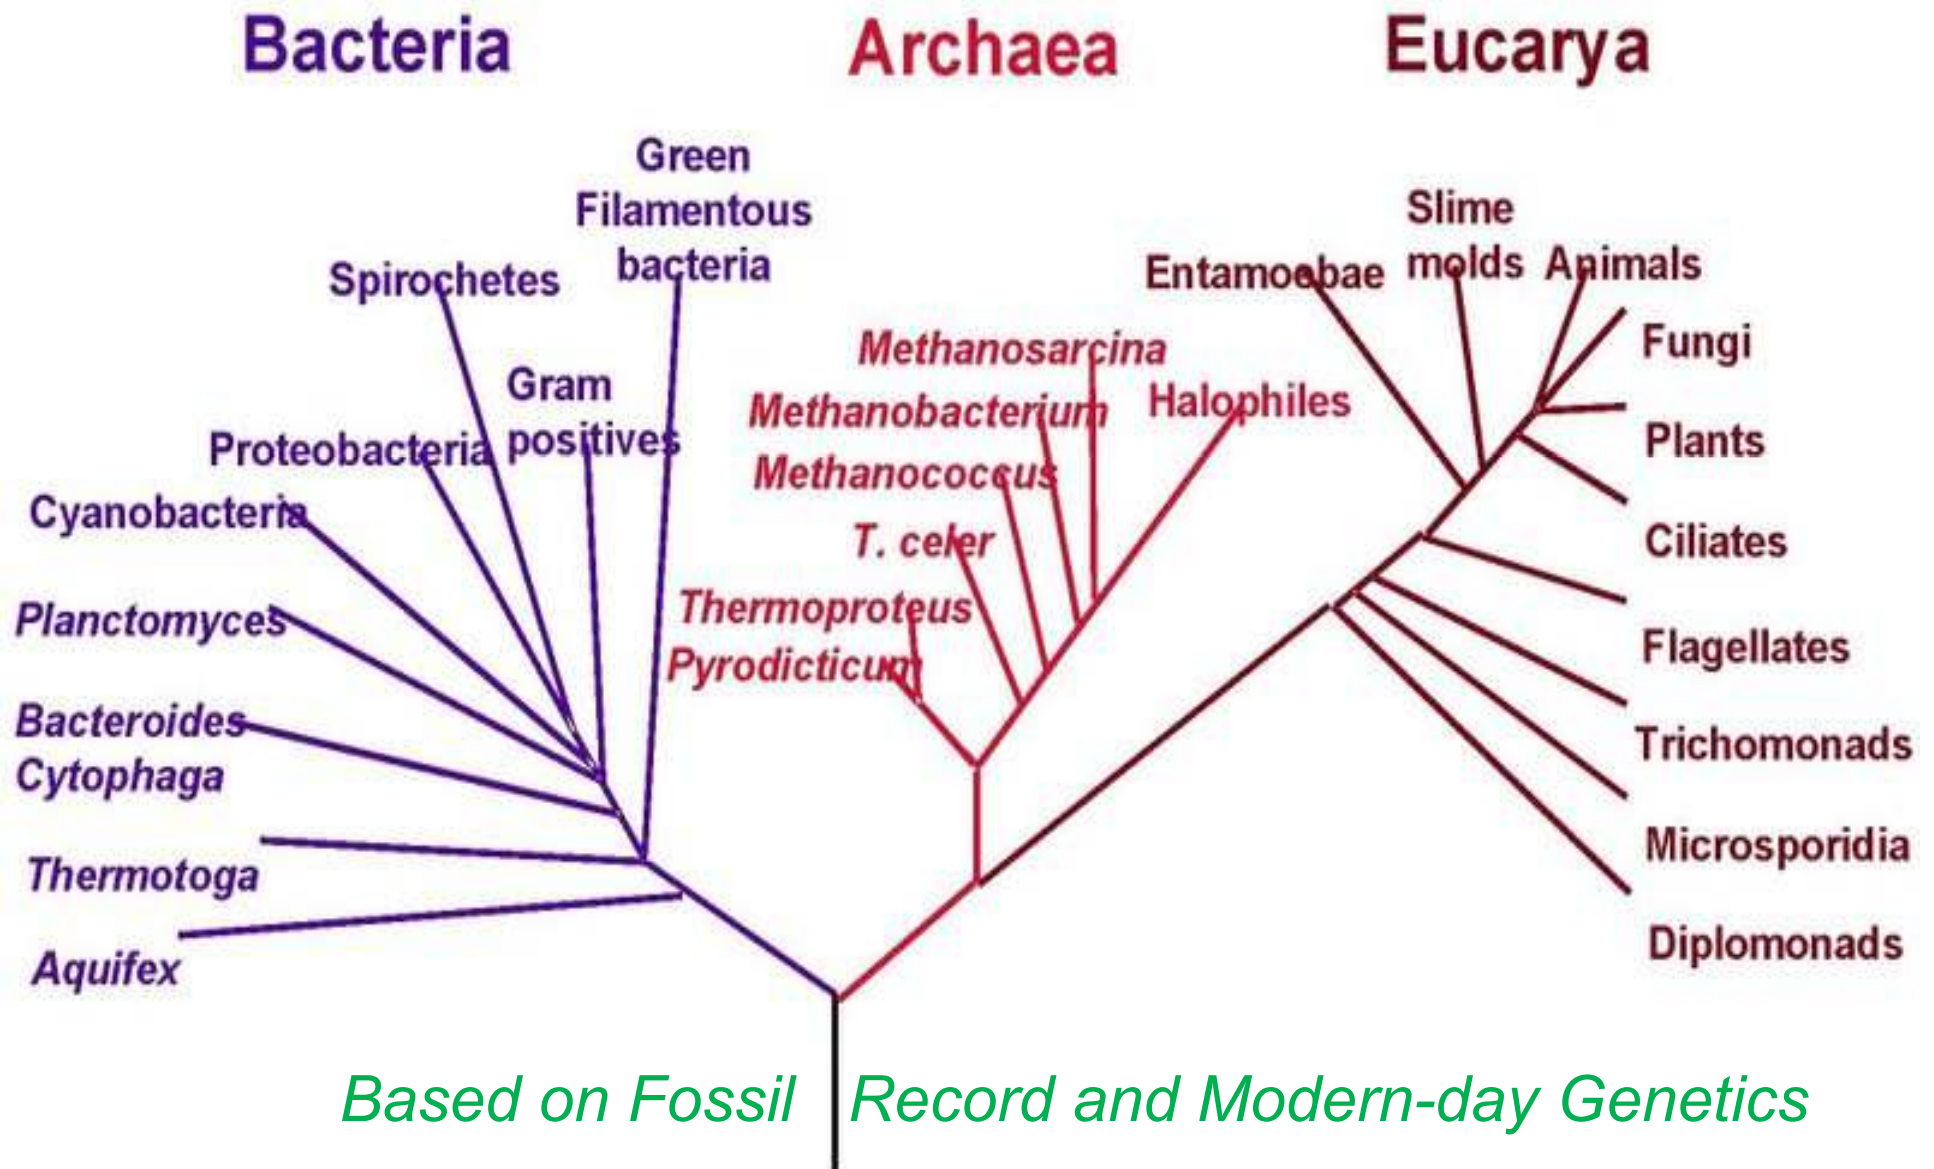 Bacteria
Archaea
Eucarya
Green
Filamentous
bacteria
Spirochetes
Gram
positives
Proteobacteria
Cyanobacteria
Planctomyces
Bacteroides
Cytophaga
Thermotoga
Aquifex
Methanosarcina
Methanobacterium
Halophiles
Methanococcus
T. celer
Thermoproteus
Pyrodicticum
Entamoebae
Slime
molds
Animals
Fungi
Plants
Ciliates
Flagellates
Trichomonads
Microsporidia
Diplomonads
Based on Fossil Record and Modern-day Genetics